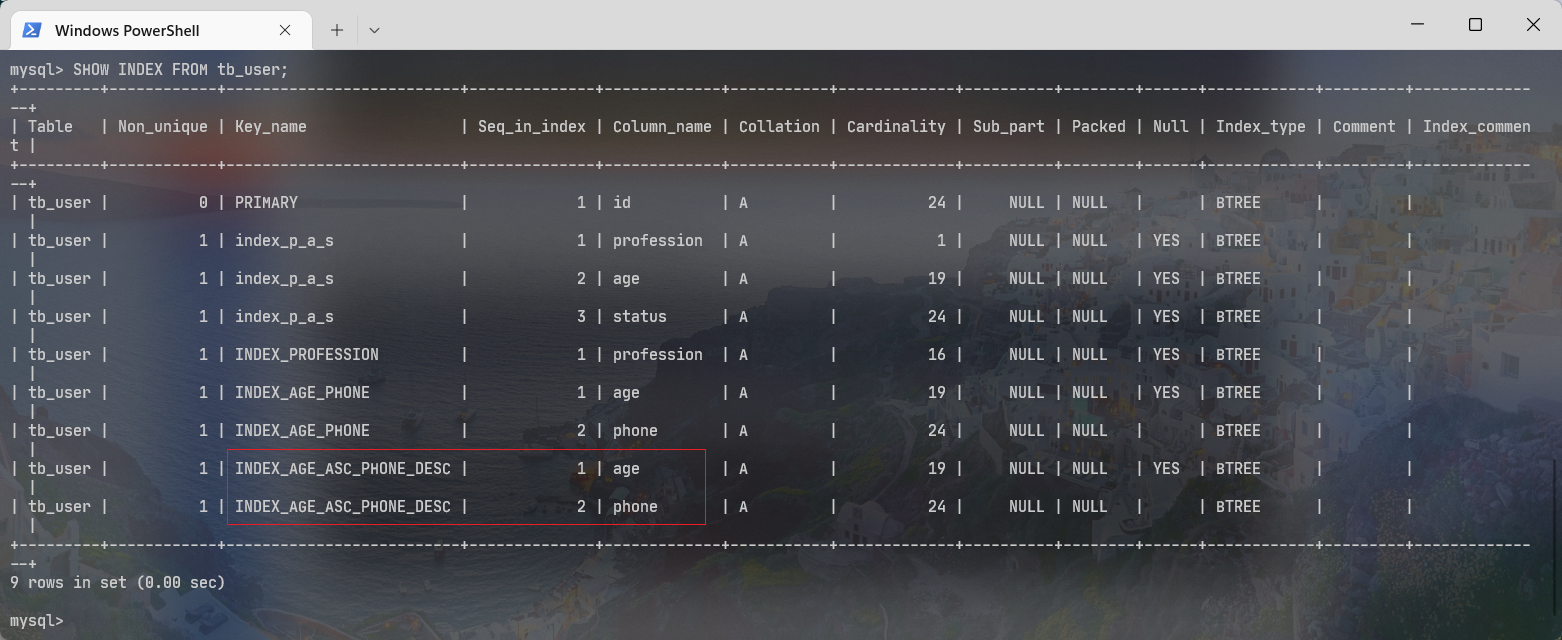 Windows PowerShell
mysql> SHOW INDEX FROM tb_user;
+---------+------------+--------------------------+--------------+-------------+-----------+-------------+----------+--------+------+------------+---------+-------------
--+
| Table   | Non_unique | Key_name                 | Seq_in_index | Column_name | Collation | Cardinality | Sub_part | Packed | Null | Index_type | Comment | Index_commen
t |
+---------+------------+--------------------------+--------------+-------------+-----------+-------------+----------+--------+------+------------+---------+-------------
--+
| tb_user |          0 | PRIMARY                  |            1 | id          | A         |          24 |     NULL | NULL   |      | BTREE      |         |
  |
| tb_user |          1 | index_p_a_s              |            1 | profession  | A         |           1 |     NULL | NULL   | YES  | BTREE      |         |
  |
| tb_user |          1 | index_p_a_s              |            2 | age         | A         |          19 |     NULL | NULL   | YES  | BTREE      |         |
  |
| tb_user |          1 | index_p_a_s              |            3 | status      | A         |          24 |     NULL | NULL   | YES  | BTREE      |         |
  |
| tb_user |          1 | INDEX_PROFESSION         |            1 | profession  | A         |          16 |     NULL | NULL   | YES  | BTREE      |         |
  |
| tb_user |          1 | INDEX_AGE_PHONE          |            1 | age         | A         |          19 |     NULL | NULL   | YES  | BTREE      |         |
  |
| tb_user |          1 | INDEX_AGE_PHONE          |            2 | phone       | A         |          24 |     NULL | NULL   |      | BTREE      |         |
  |
| tb_user |          1 | INDEX_AGE_ASC_PHONE_DESC |            1 | age         | A         |          19 |     NULL | NULL   | YES  | BTREE      |         |
  |
| tb_user |          1 | INDEX_AGE_ASC_PHONE_DESC |            2 | phone       | A         |          24 |     NULL | NULL   |      | BTREE      |         |
  |
+---------+------------+--------------------------+--------------+-------------+-----------+-------------+----------+--------+------+------------+---------+-------------
--+
9 rows in set (0.00 sec)
mysql>